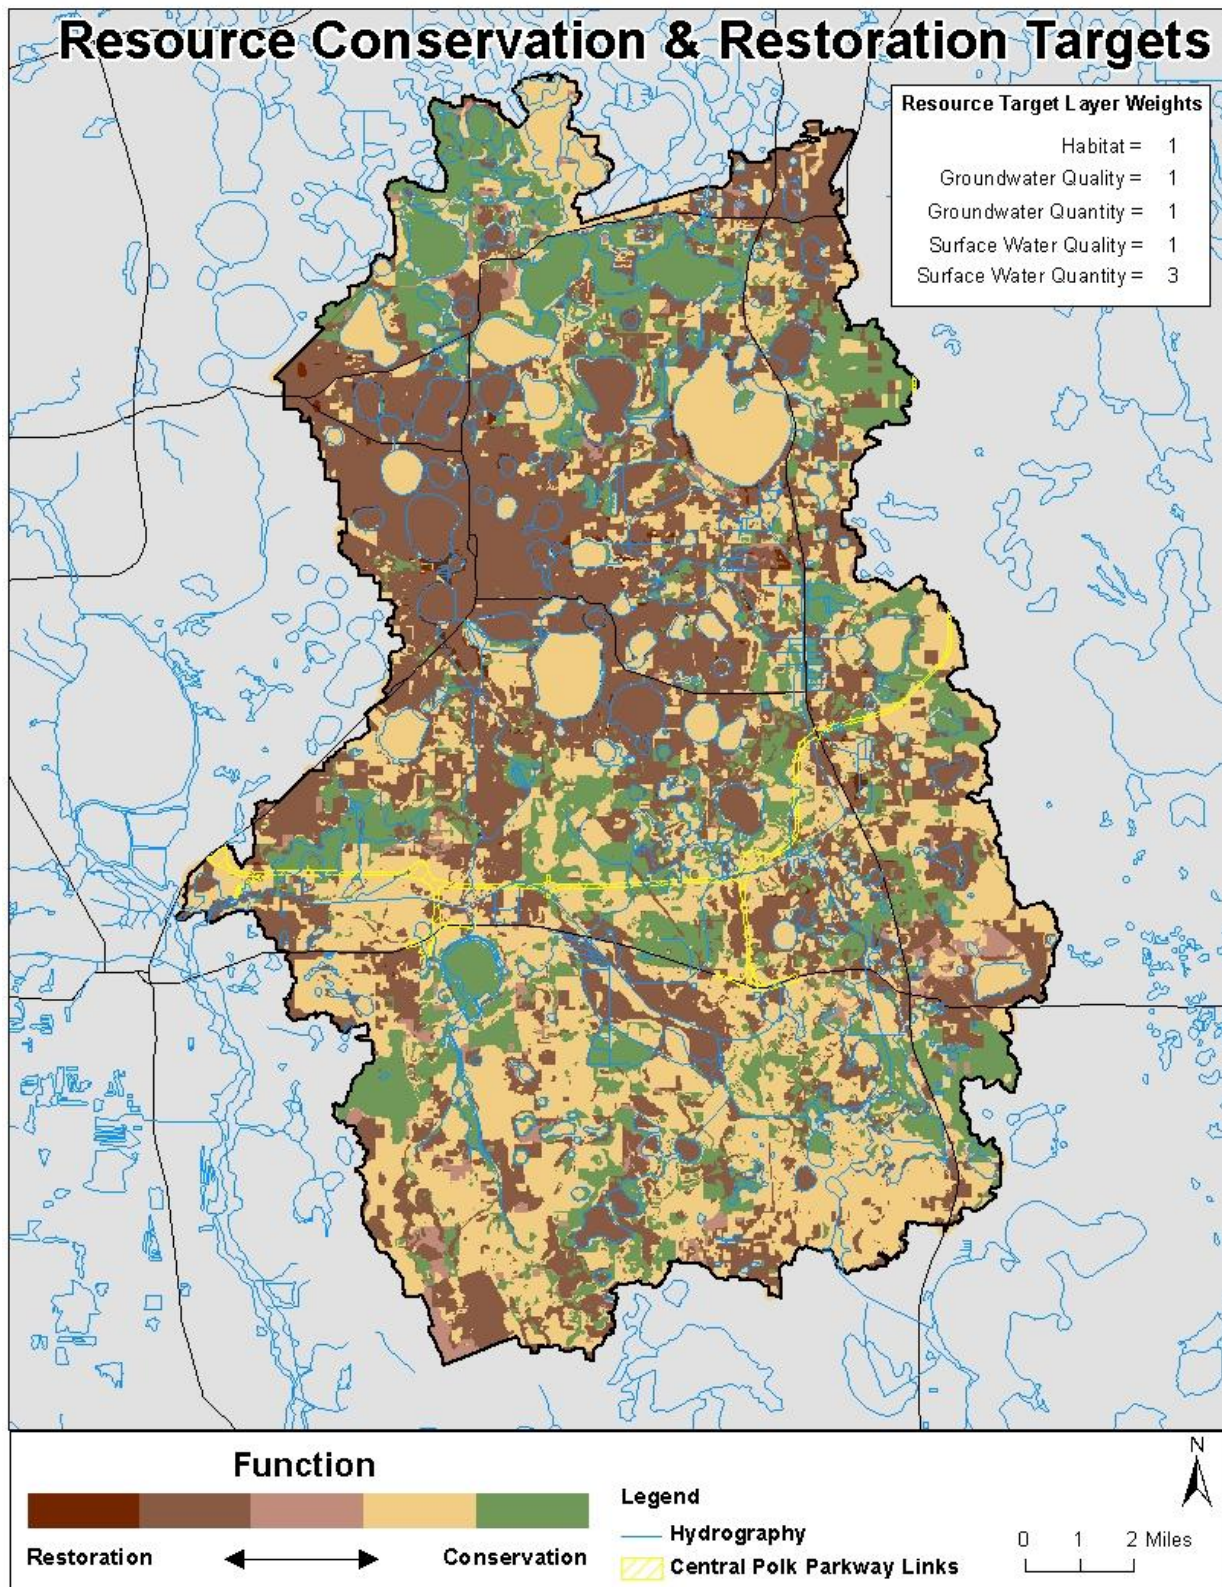 Resource Conservation & Restoration Targets
Resource Target Layer Weights
Habitat = 1
Groundwater Quality = 1
Groundwater Quantity = 1
Surface Water Quality = 1
Surface Water Quantity = 3
Function
Restoration
Conservation
Legend
Hydrography
Central Polk Parkway Links
N
0 1 2 Miles